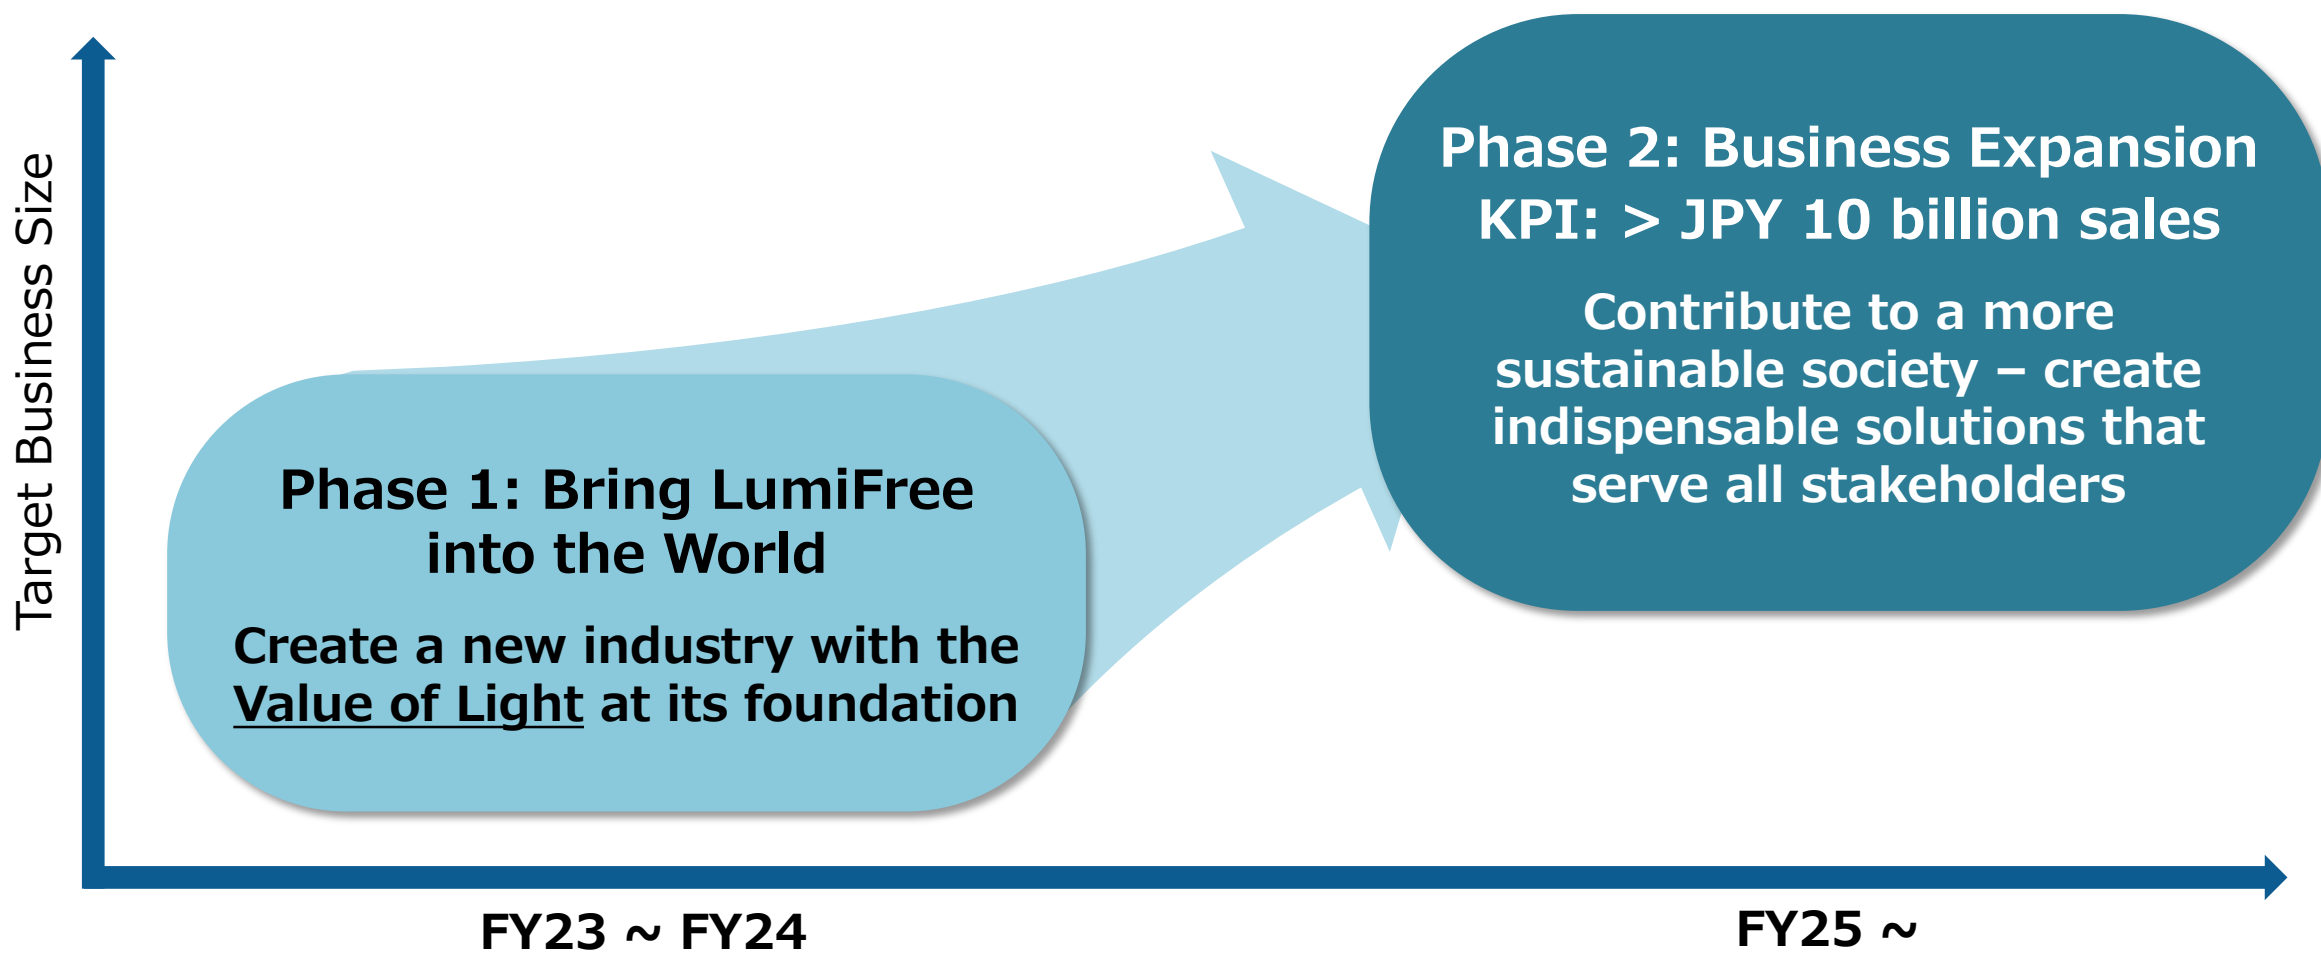 Target Business Size
Phase 2: Business Expansion
KPI: > JPY 10 billion sales
Contribute to a more
sustainable society – create
indispensable solutions that
serve all stakeholders
Phase 1: Bring LumiFree
into the World
Create a new industry with the
Value of Light at its foundation
FY23 ~ FY24
FY25 ~